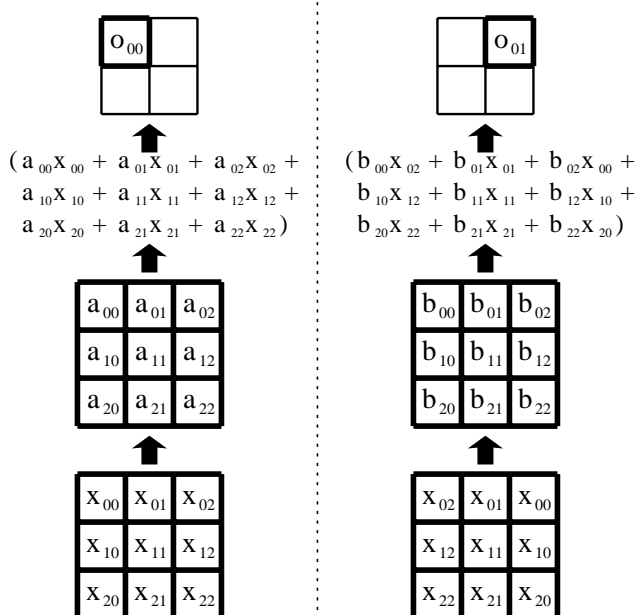 o₀₀
(a₀₀x₀₀ + a₀₁x₀₁ + a₀₂x₀₂ +
a₁₀x₁₀ + a₁₁x₁₁ + a₁₂x₁₂ +
a₂₀x₂₀ + a₂₁x₂₁ + a₂₂x₂₂)
a₀₀ a₀₁ a₀₂
a₁₀ a₁₁ a₁₂
a₂₀ a₂₁ a₂₂
x₀₀ x₀₁ x₀₂
x₁₀ x₁₁ x₁₂
x₂₀ x₂₁ x₂₂
o₀₁
(b₀₀x₀₂ + b₀₁x₀₁ + b₀₂x₀₀ +
b₁₀x₁₂ + b₁₁x₁₁ + b₁₂x₁₀ +
b₂₀x₂₂ + b₂₁x₂₁ + b₂₂x₂₀)
b₀₀ b₀₁ b₀₂
b₁₀ b₁₁ b₁₂
b₂₀ b₂₁ b₂₂
x₀₂ x₀₁ x₀₀
x₁₂ x₁₁ x₁₀
x₂₂ x₂₁ x₂₀